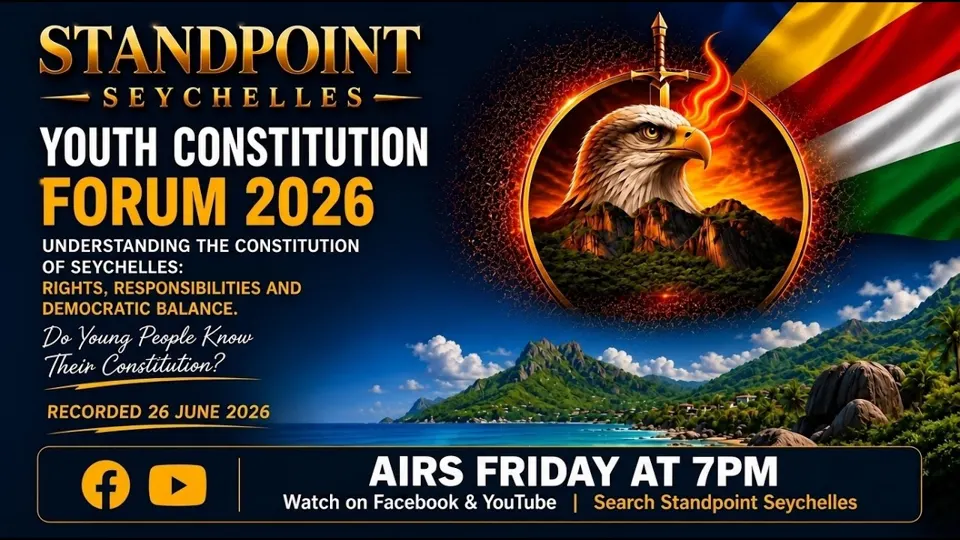 STANDPOINT
SEYCHELLES
YOUTH CONSTITUTION
FORUM 2026
UNDERSTANDING THE CONSTITUTION
OF SEYCHELLES:
RIGHTS, RESPONSIBILITIES AND
DEMOCRATIC BALANCE.
Do Young People Know
Their Constitution?
RECORDED 26 JUNE 2026
AIRS FRIDAY AT 7PM
Watch on Facebook & YouTube | Search Standpoint Seychelles